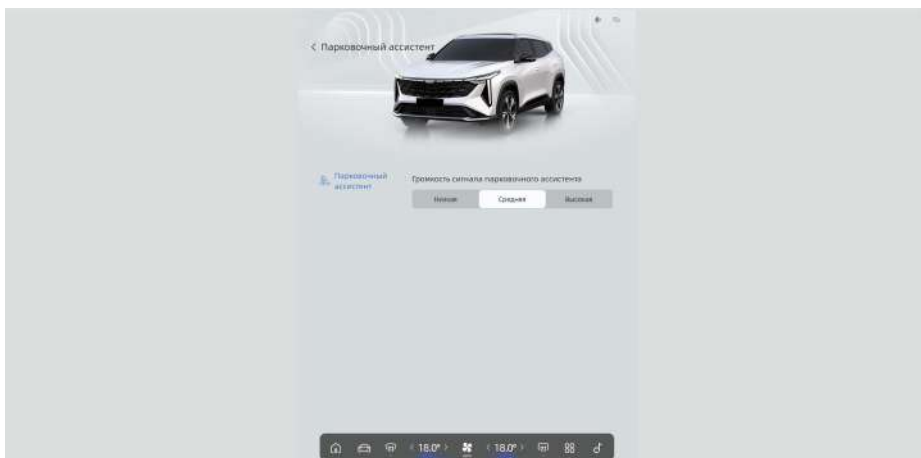 Парковочный ассистент
Парковочный
ассистент
Громкость сигнала парковочного ассистента
Низкая
Средняя
Высокая
18.0°
18.0°